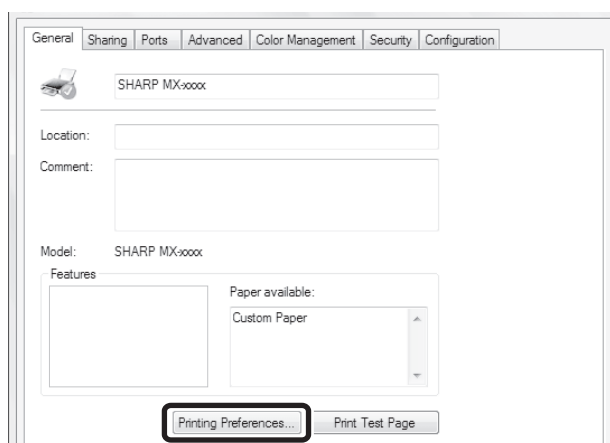 General Sharing Ports Advanced Color Management Security Configuration
SHARP MX-xxxx
Location:
Comment:
Model: SHARP MX-xxxx
Features
Paper available:
Custom Paper
Printing Preferences... Print Test Page